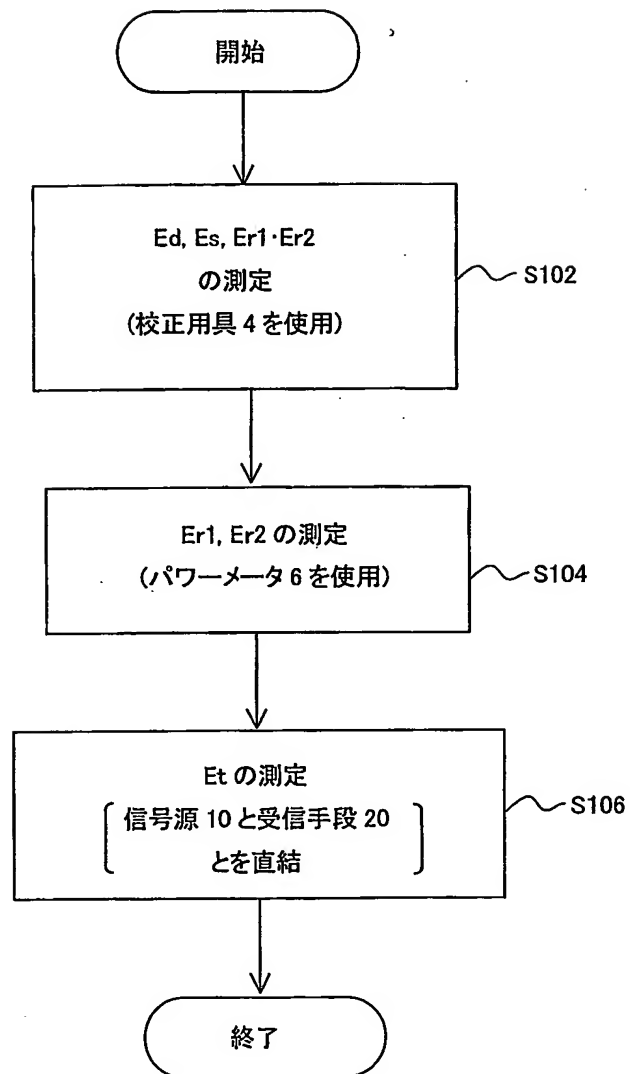 開始
Ed, Es, Er1·Er2
の測定
(校正用具 4 を使用)
S102
Er1, Er2 の測定
(パワーメータ 6 を使用)
S104
Et の測定
信号源 10 と受信手段 20
とを直結
S106
終了